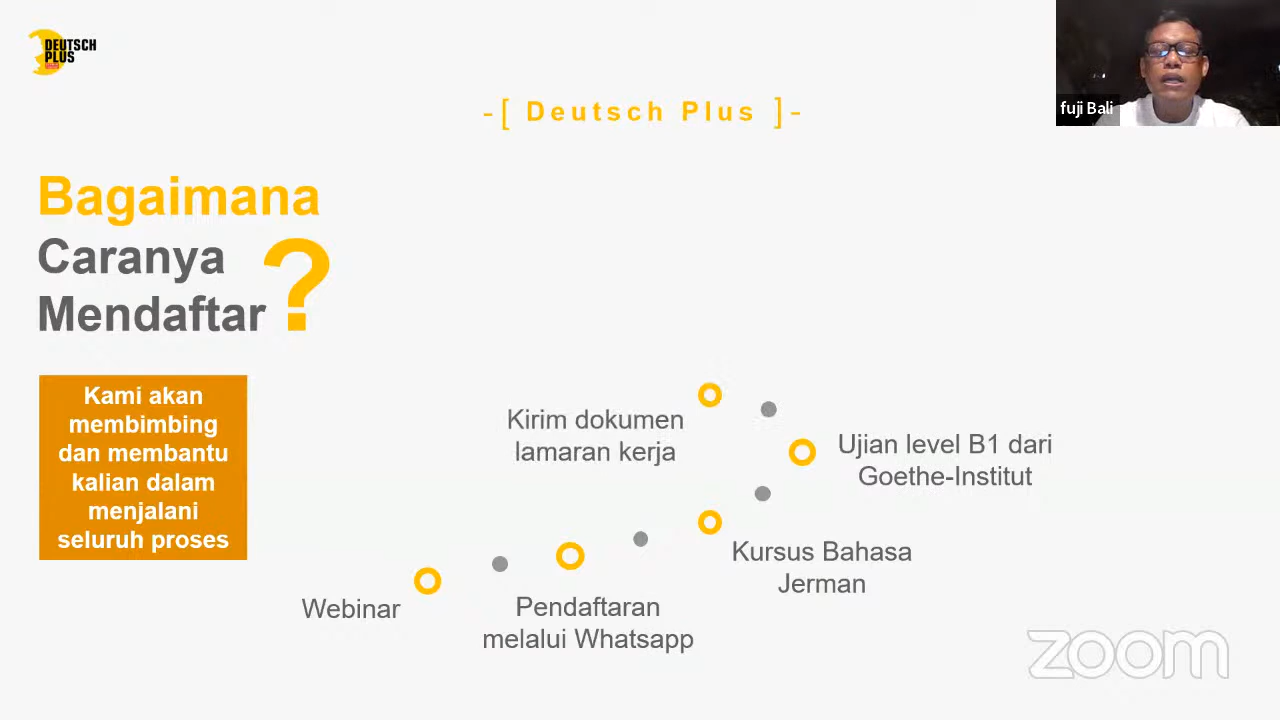 DEUTSCH
PLUS
-[ Deutsch Plus ]-
fuji Bali
Bagaimana
Caranya
Mendaftar ?
Kami akan
membimbing
dan membantu
kalian dalam
menjalani
seluruh proses
Kirim dokumen
lamaran kerja
Ujian level B1 dari
Goethe-Institut
Kursus Bahasa
Jerman
Pendaftaran
melalui Whatsapp
Webinar
zoom